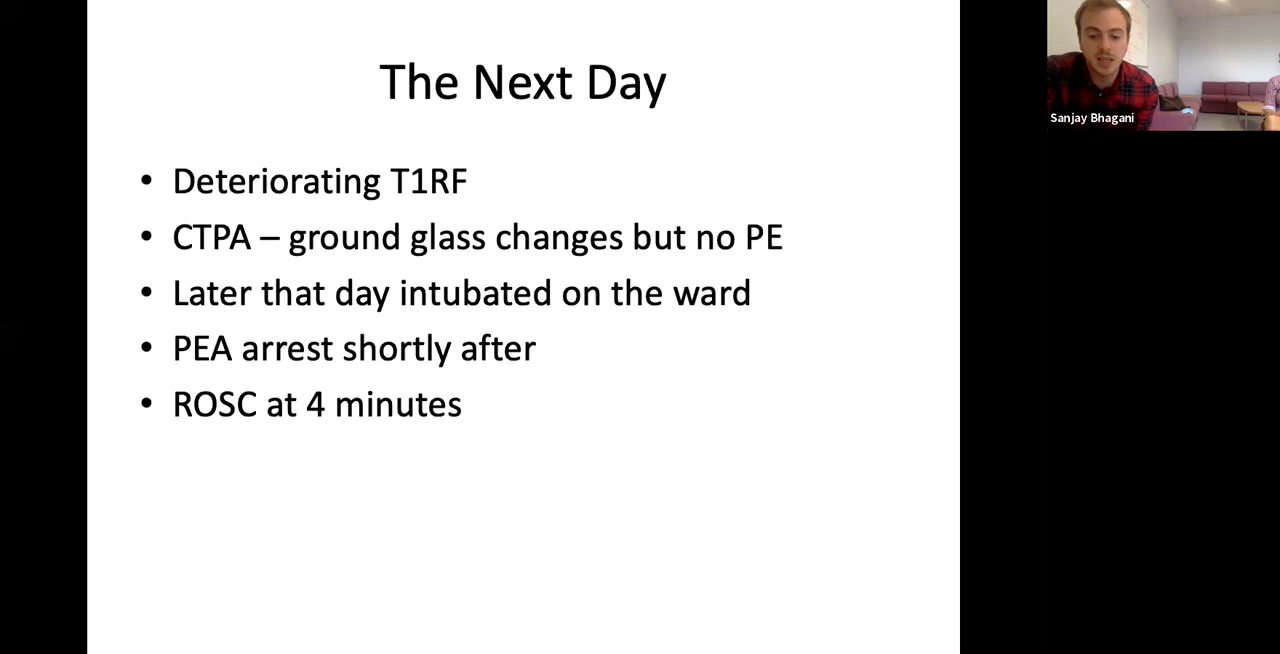 The Next Day
• Deteriorating T1RF
• CTPA – ground glass changes but no PE
• Later that day intubated on the ward
• PEA arrest shortly after
• ROSC at 4 minutes
Sanjay Bhagani